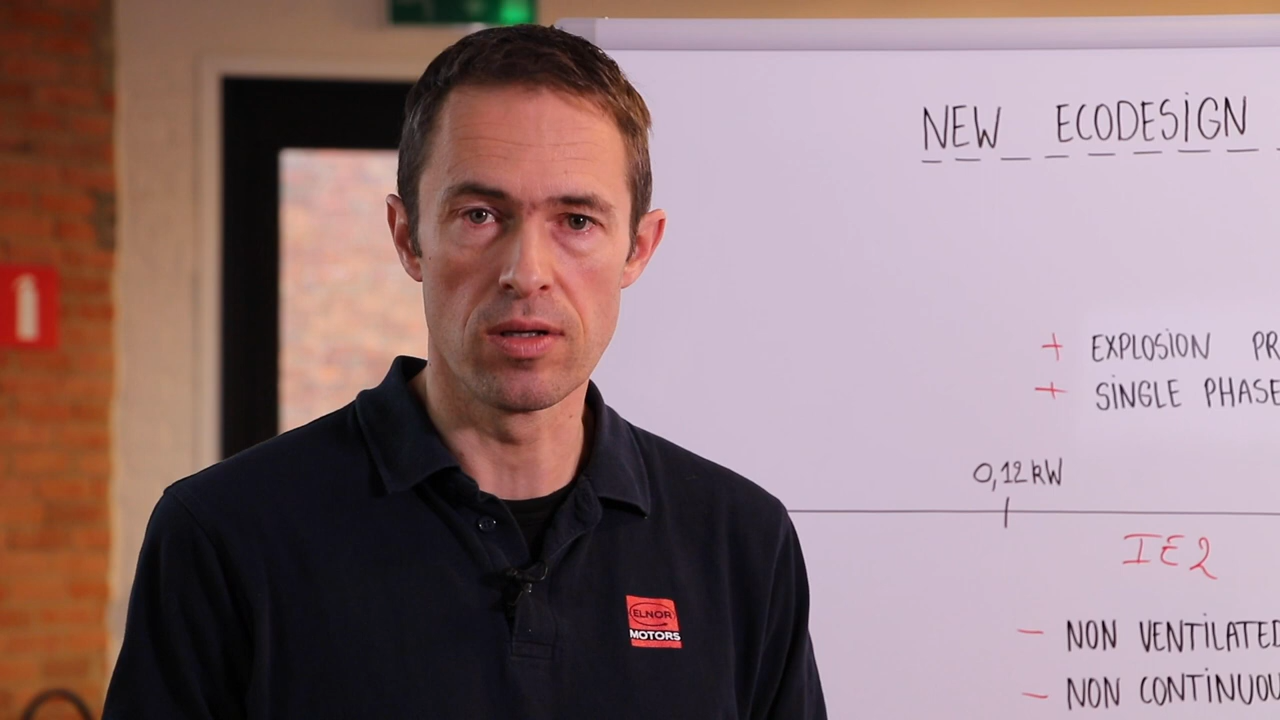 NEW ECODESIGN
+ EXPLOSION PR
+ SINGLE PHASE
0,12 kW
IE2
ELNOR
MOTORS
- NON VENTILATED
- NON CONTINUOU